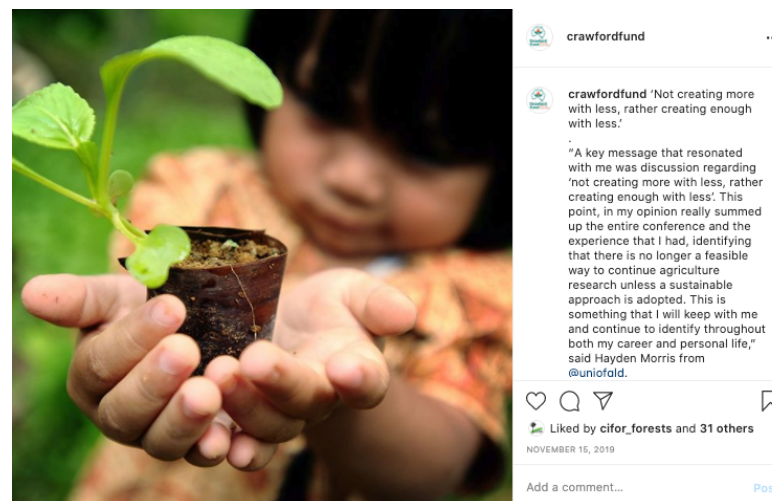 crawfordfund
crawfordfund ‘Not creating more
with less, rather creating enough
with less.’
.
“A key message that resonated
with me was discussion regarding
‘not creating more with less, rather
creating enough with less’. This
point, in my opinion really summed
up the entire conference and the
experience that I had, identifying
that there is no longer a feasible
way to continue agriculture
research unless a sustainable
approach is adopted. This is
something that I will keep with me
and continue to identify throughout
both my career and personal life,”
said Hayden Morris from
@uniofqld.
Liked by cifor_forests and 31 others
NOVEMBER 15, 2019
Add a comment...